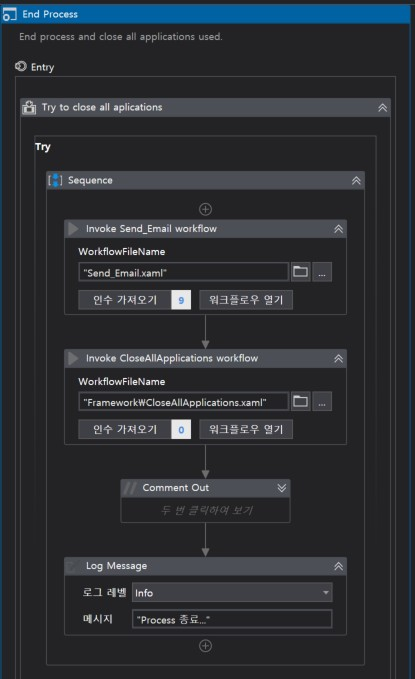 End Process
End process and close all applications used.
Entry
Try to close all aplications
Try
Sequence
Invoke Send_Email workflow
WorkflowFileName
"Send_Email.xaml"
...
인수 가져오기 9 워크플로우 열기
Invoke CloseAllApplications workflow
WorkflowFileName
"Framework₩CloseAllApplications.xaml"
...
인수 가져오기 0 워크플로우 열기
// Comment Out
두 번 클릭하여 보기
Log Message
로그 레벨 Info
메시지 "Process 종료..."